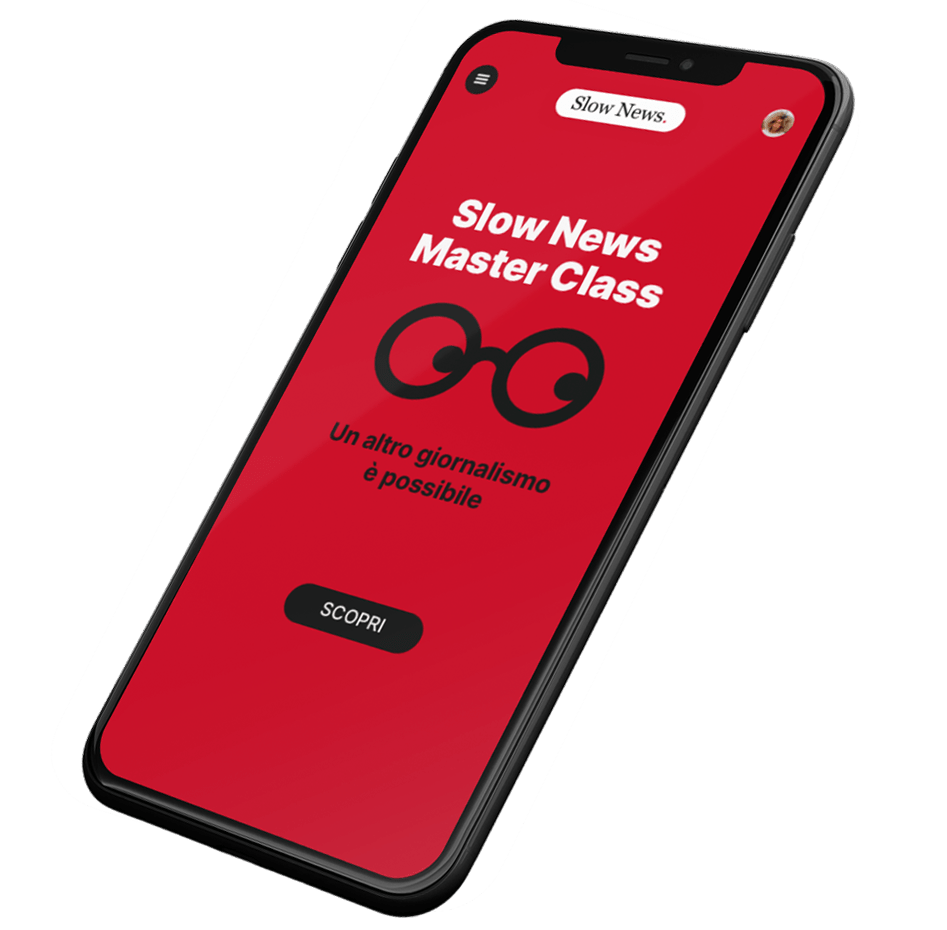 Slow News.
Slow News
Master Class
Un altro giornalismo
è possibile
SCOPRI